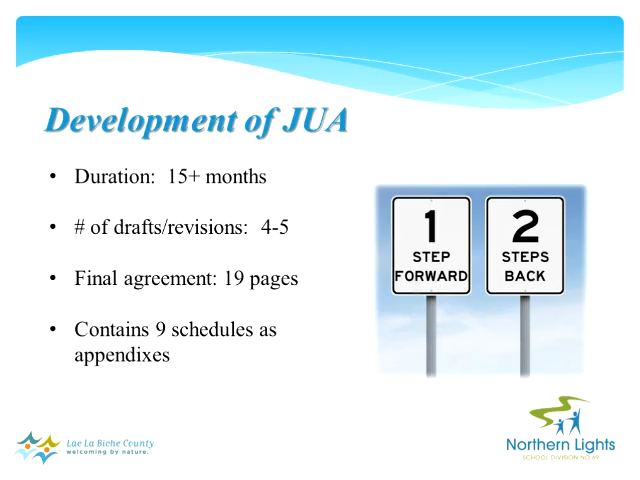 Development of JUA
• Duration:  15+ months
• # of drafts/revisions:  4-5
• Final agreement: 19 pages
• Contains 9 schedules as
appendixes
1
STEP
FORWARD
2
STEPS
BACK
Lac La Biche County
welcoming by nature.
Northern Lights
SCHOOL DIVISION NO.69